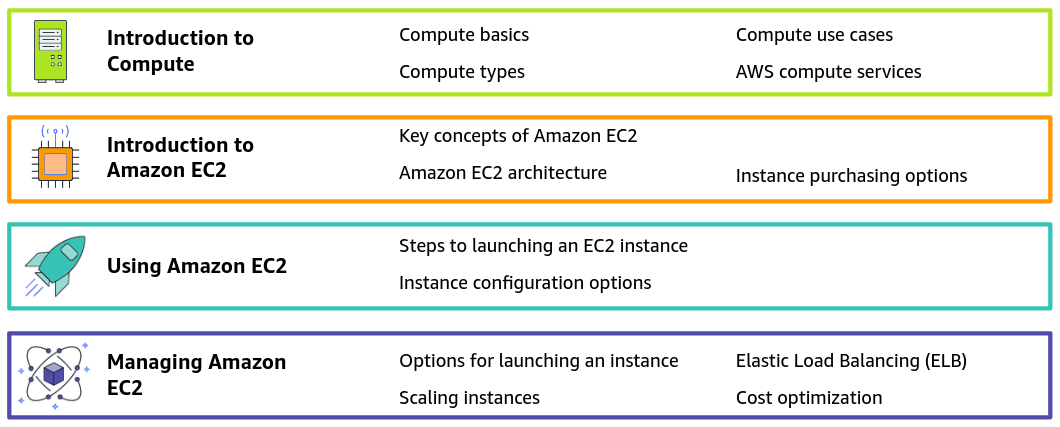 Introduction to
Compute
Compute basics
Compute types
Compute use cases
AWS compute services
Introduction to
Amazon EC2
Key concepts of Amazon EC2
Amazon EC2 architecture
Instance purchasing options
Using Amazon EC2
Steps to launching an EC2 instance
Instance configuration options
Managing Amazon
EC2
Options for launching an instance
Scaling instances
Elastic Load Balancing (ELB)
Cost optimization